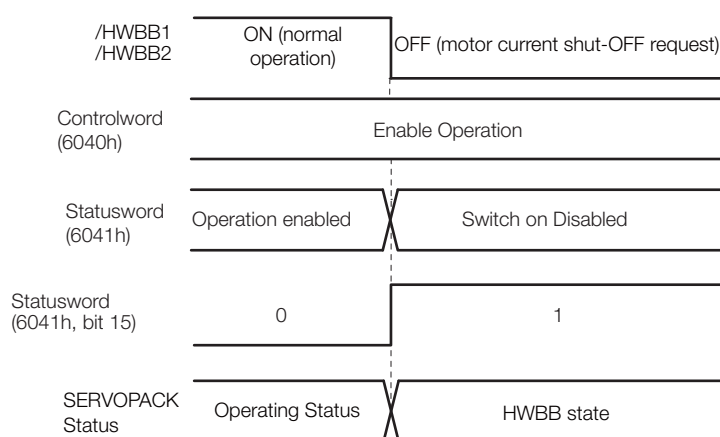 /HWBB1
/HWBB2
ON (normal
operation)
OFF (motor current shut-OFF request)
Controlword
(6040h)
Enable Operation
Statusword
(6041h)
Operation enabled
Switch on Disabled
Statusword
(6041h, bit 15)
0
1
SERVOPACK
Status
Operating Status
HWBB state